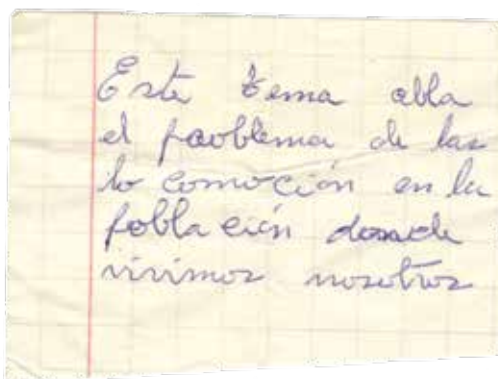 Este tema abla
el problema de las
lo comoción en la
población donde
vivimos nosotros